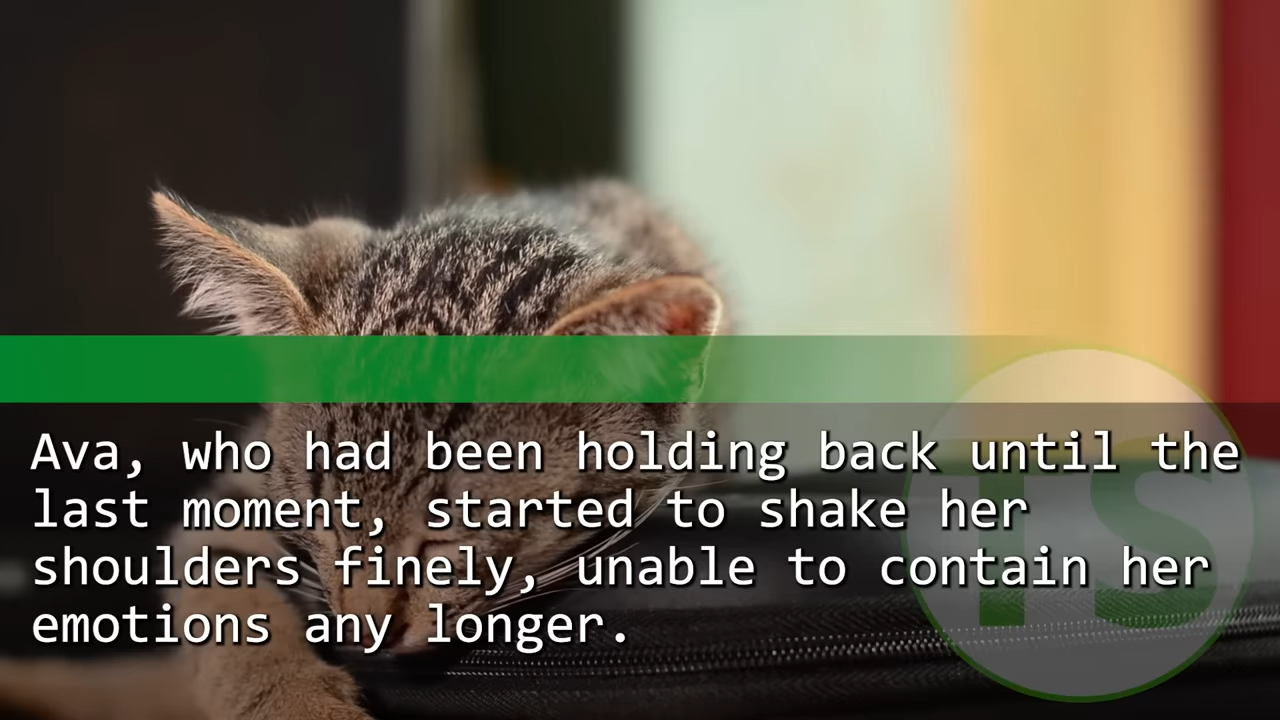 Ava, who had been holding back until the
last moment, started to shake her
shoulders finely, unable to contain her
emotions any longer.
TS